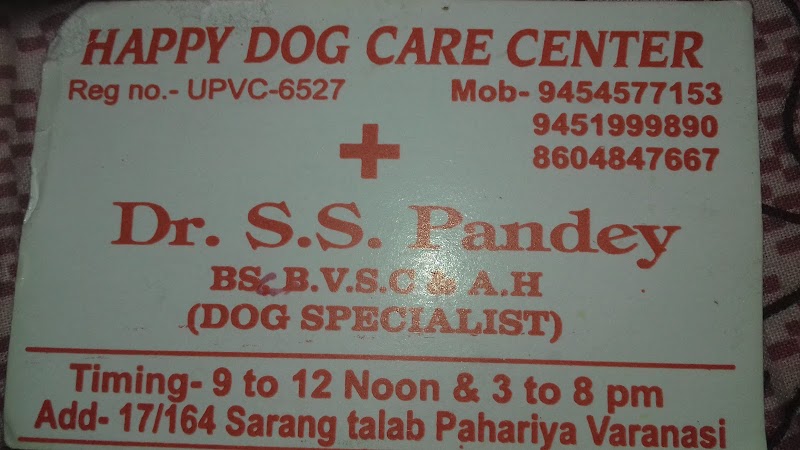 HAPPY DOG CARE CENTER
Reg no.- UPVC-6527 Mob- 9454577153
9451999890
8604847667
Dr. S.S. Pandey
BSc B.V.S.C & A.H
(DOG SPECIALIST)
Timing- 9 to 12 Noon & 3 to 8 pm
Add- 17/164 Sarang talab Pahariya Varanasi